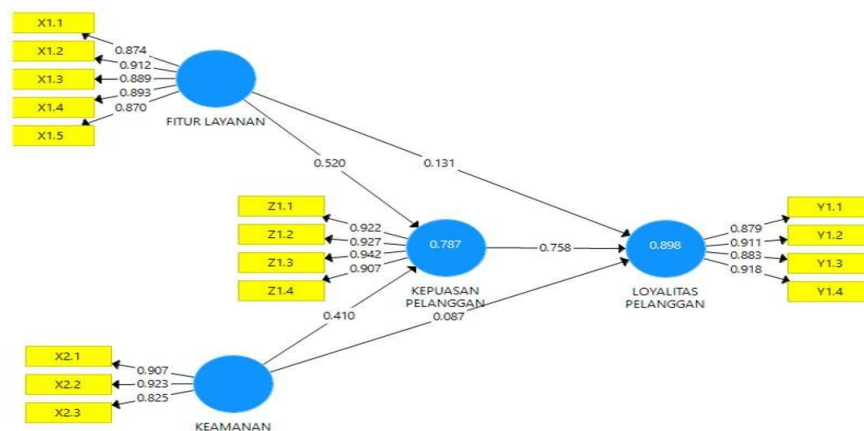 X1.1
X1.2
X1.3
X1.4
X1.5
0.874
0.912
0.889
0.893
0.870
FITUR LAYANAN
0.520
0.131
Z1.1
Z1.2
Z1.3
Z1.4
0.922
0.927
0.942
0.907
0.787
KEPUASAN
PELANGGAN
0.758
0.898
LOYALITAS
PELANGGAN
0.879
0.911
0.883
0.918
Y1.1
Y1.2
Y1.3
Y1.4
0.410
0.087
X2.1
X2.2
X2.3
0.907
0.923
0.825
KEAMANAN